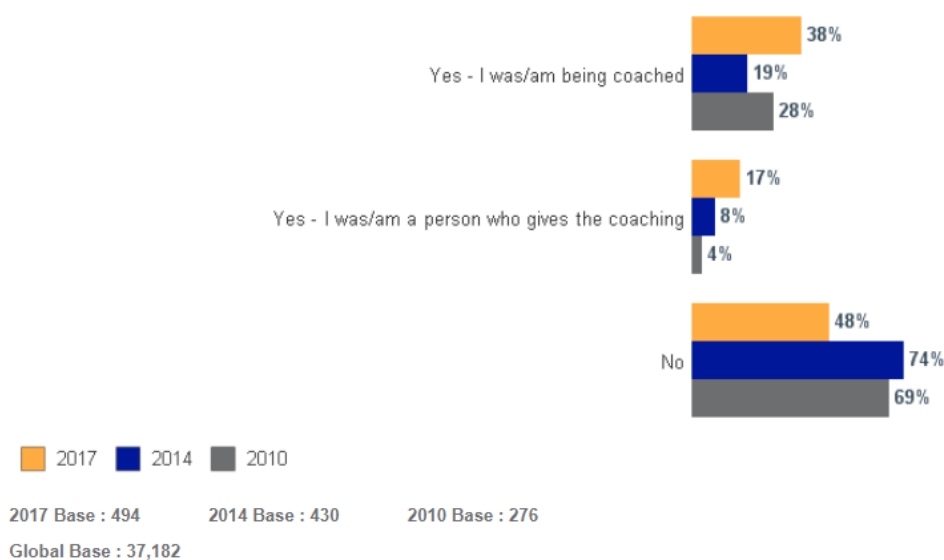 38%
Yes - I was/am being coached
19%
28%
17%
Yes - I was/am a person who gives the coaching
8%
4%
48%
No
74%
69%
2017 2014 2010
2017 Base : 494 2014 Base : 430 2010 Base : 276
Global Base : 37,182